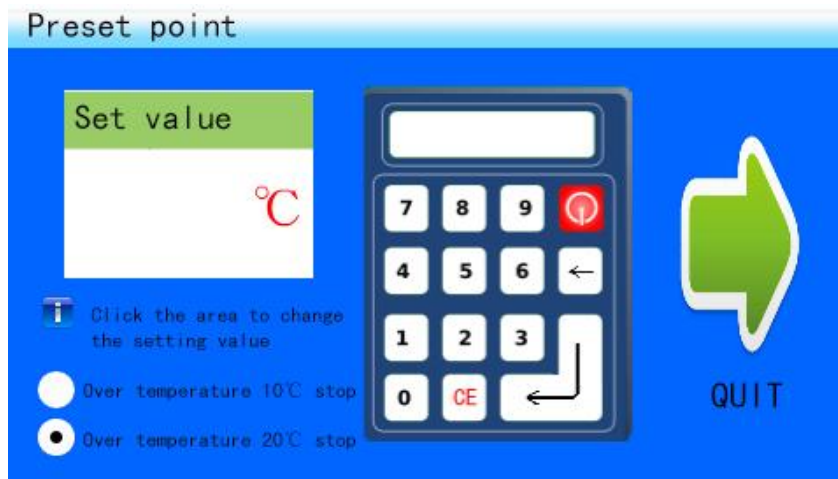 Preset point
Set value
℃
Click the area to change
the setting value
Over temperature 10℃ stop
Over temperature 20℃ stop
7 8 9
4 5 6 ←
1 2 3
0 CE
QUIT